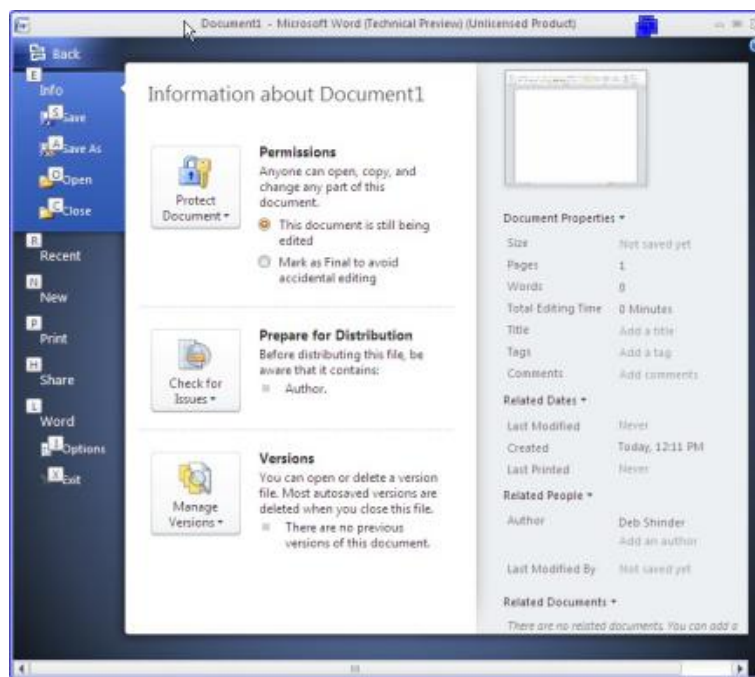 Document1 - Microsoft Word (Technical Preview) (Unlicensed Product)
Back
E
Info
S
Save
A
Save As
O
Open
C
Close
R
Recent
N
New
P
Print
H
Share
L
Word
I
Options
X
Exit
Information about Document1
Protect
Document
Permissions
Anyone can open, copy, and
change any part of this
document.
This document is still being
edited
Mark as Final to avoid
accidental editing
Check for
Issues
Prepare for Distribution
Before distributing this file, be
aware that it contains:
Author.
Manage
Versions
Versions
You can open or delete a version
file. Most autosaved versions are
deleted when you close this file.
There are no previous
versions of this document.
Document Properties
Size Not saved yet
Pages 1
Words 0
Total Editing Time 0 Minutes
Title Add a title
Tags Add a tag
Comments Add comments
Related Dates
Last Modified Never
Created Today, 12:11 PM
Last Printed Never
Related People
Author Deb Shinder
Add an author
Last Modified By Not saved yet
Related Documents
There are no related documents. You can add a